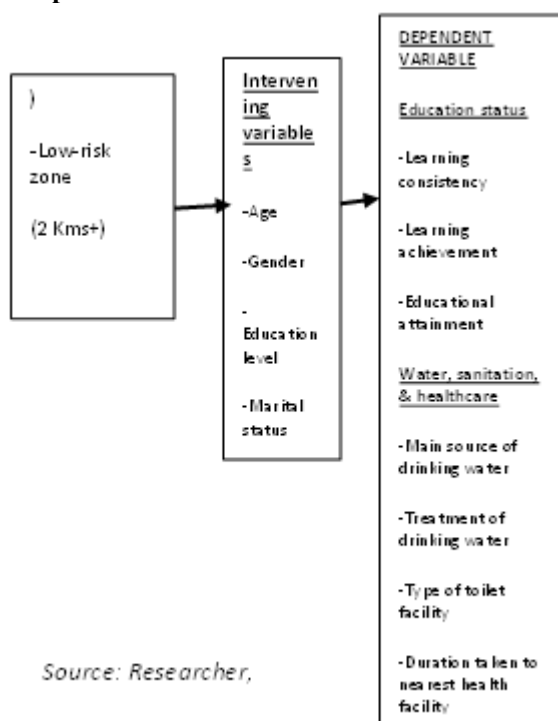 )
-Low-risk
zone
(2 Kms+)
Interven
ing
variable
s
-Age
-Gender
-
Education
level
-Marital
status
DEPENDENT
VARIABLE
Education status
-Learning
consistency
-Learning
achievement
-Educational
attainment
Water, sanitation,
& healthcare
-Main source of
drinking water
-Treatment of
drinking water
-Type of toilet
facility
-Duration taken to
nearest health
facility
Source: Researcher,